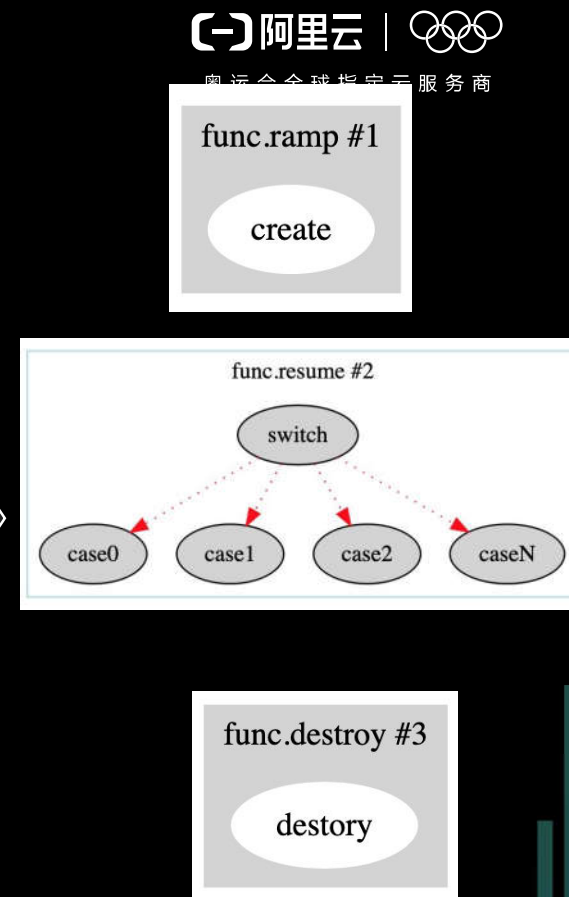 阿里云
奥运会全球指定云服务商
func.ramp #1
create
func.resume #2
switch
case0 case1 case2 caseN
func.destroy #3
destory